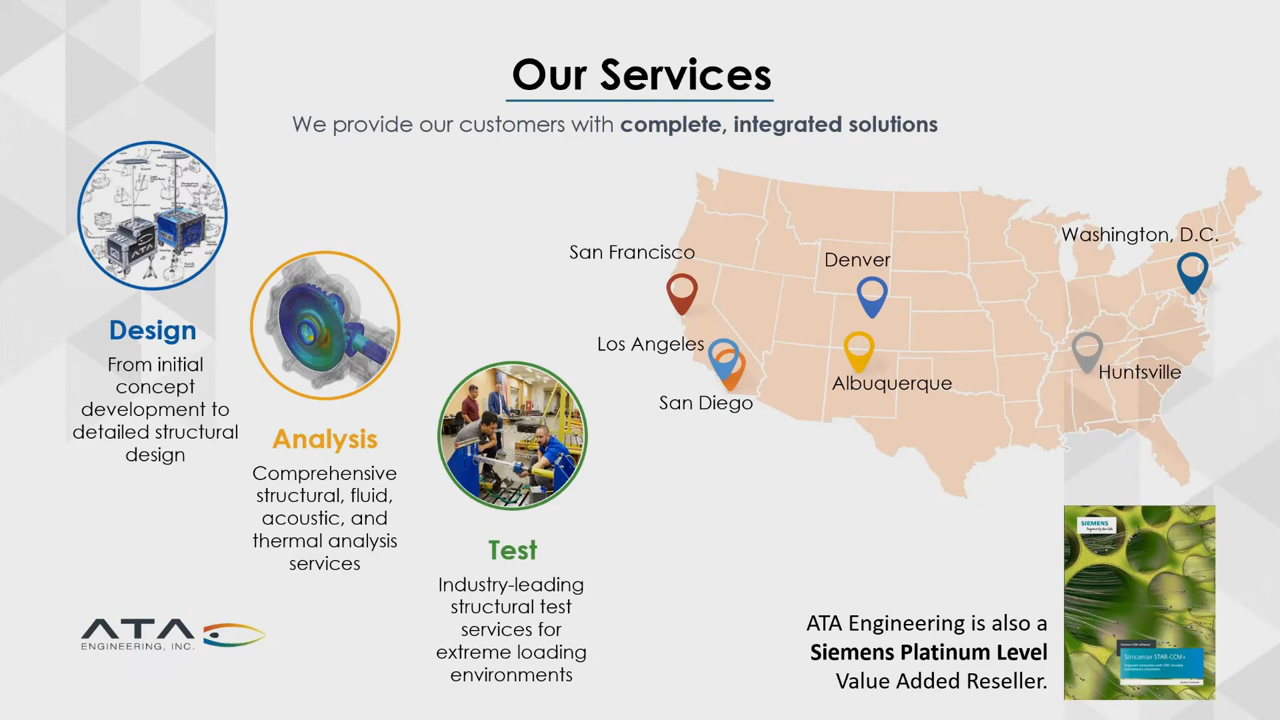 Our Services
We provide our customers with complete, integrated solutions
Design
From initial
concept
development to
detailed structural
design
Analysis
Comprehensive
structural, fluid,
acoustic, and
thermal analysis
services
Test
Industry-leading
structural test
services for
extreme loading
environments
San Francisco
Los Angeles
San Diego
Denver
Albuquerque
Washington, D.C.
Huntsville
ATA
ENGINEERING, INC.
ATA Engineering is also a
Siemens Platinum Level
Value Added Reseller.
SIEMENS
Simcenter STAR-CCM+